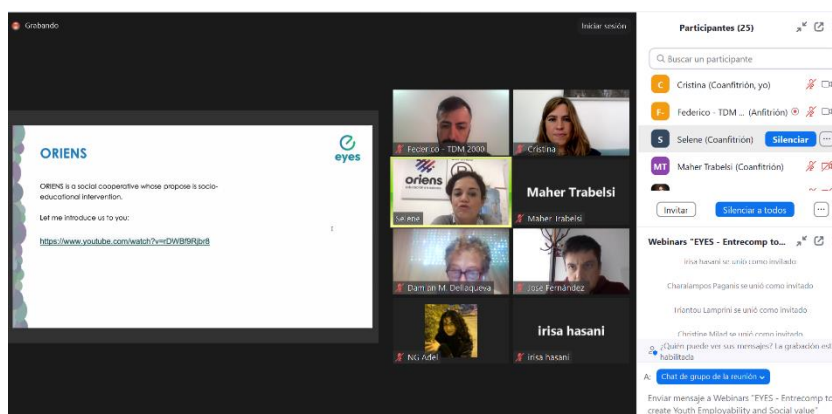 Grabando
Iniciar sesión
ORIENS
eyes
ORIENS is a social cooperative whose propose is socio-
educational intervention.
Let me introduce us to you:
https://www.youtube.com/watch?v=rDWBf9Rjbr8
Federico - TDM 2000
Cristina
oriens
Selene
Maher Trabelsi
Maher Trabelsi
Damian M. Dellaqueva
Jose Fernández
NG Adel
irisa hasani
irisa hasani
Participantes (25)
Buscar un participante
C
Cristina (Coanfitrión, yo)
F-
Federico - TDM ... (Anfitrión)
S
Selene (Coanfitrión)
Silenciar
MT
Maher Trabelsi (Coanfitrión)
Invitar
Silenciar a todos
Webinars "EYES - Entrecomp to...
irisa hasani se unió como invitado
Charalampos Paganis se unió como invitado
Iriantou Lamprini se unió como invitado
Christine Milad se unió como invitado
¿Quién puede ver sus mensajes? La grabación est
habilitada
A:
Chat de grupo de la reunión
Enviar mensaje a Webinars "EYES - Entrecomp to
create Youth Employability and Social value"